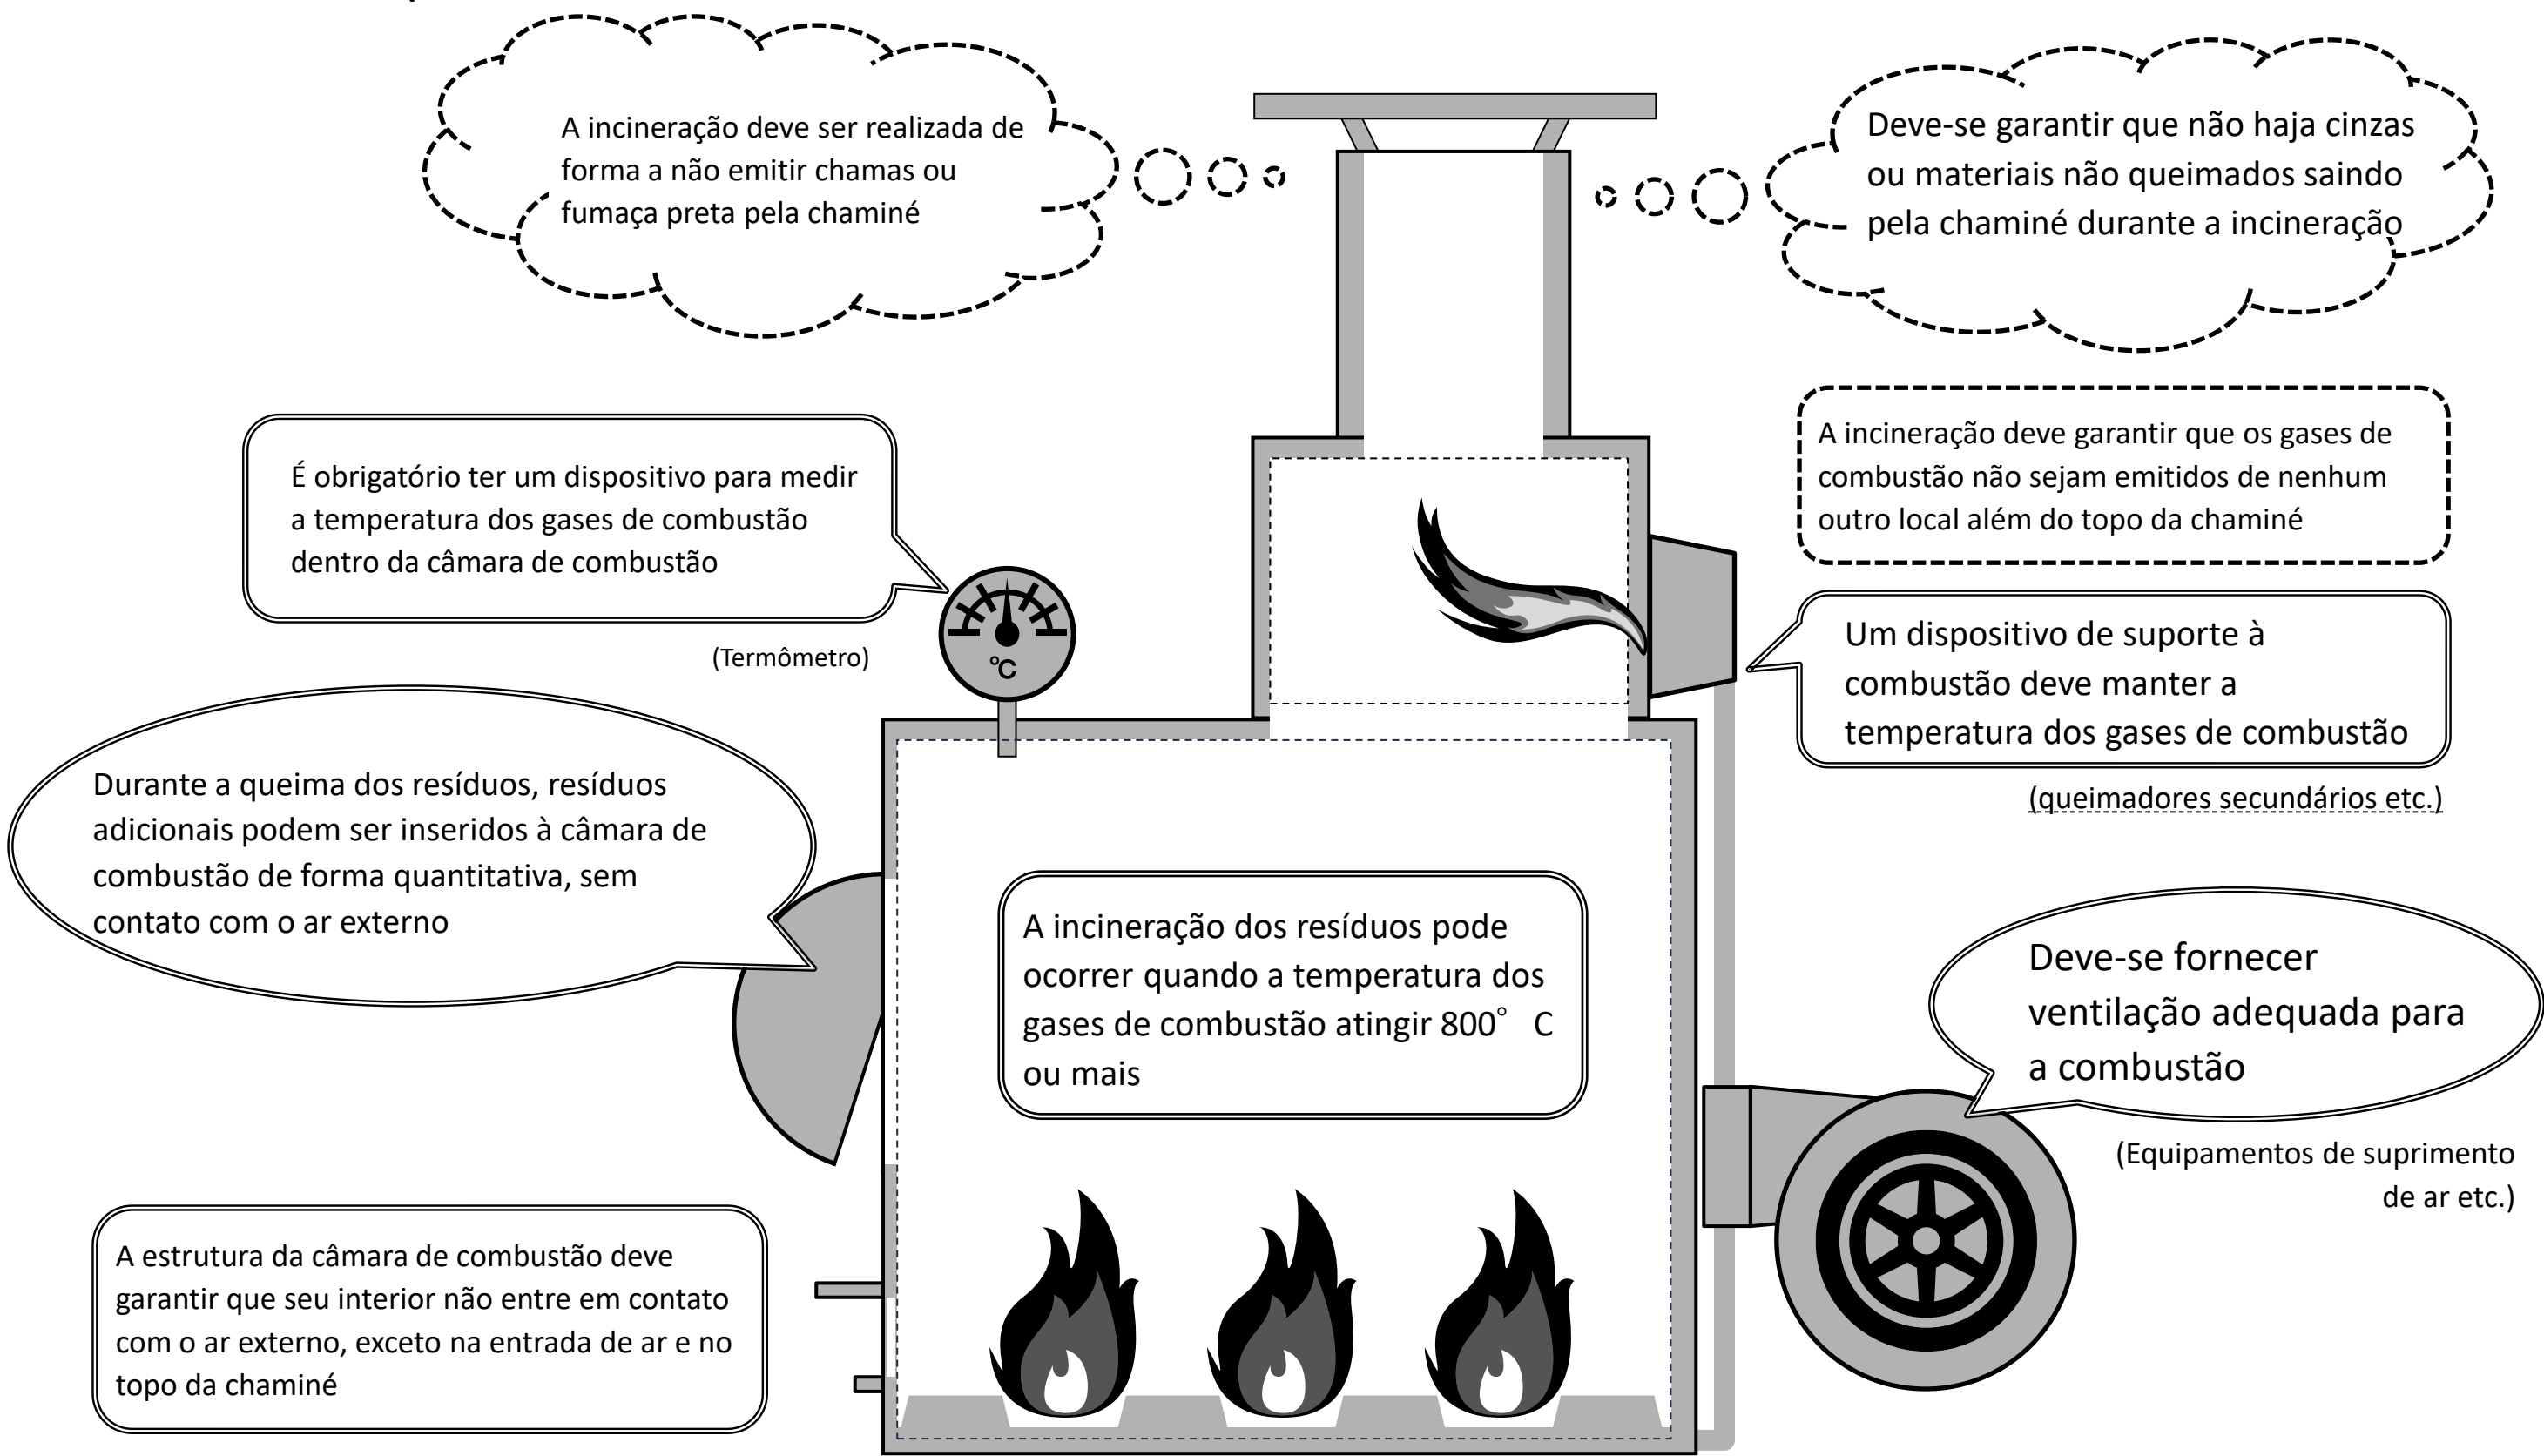 A incineração deve ser realizada de
forma a não emitir chamas ou
fumaça preta pela chaminé
Deve-se garantir que não haja cinzas
ou materiais não queimados saindo
pela chaminé durante a incineração
A incineração deve garantir que os gases de
combustão não sejam emitidos de nenhum
outro local além do topo da chaminé
É obrigatório ter um dispositivo para medir
a temperatura dos gases de combustão
dentro da câmara de combustão
(Termômetro)
°C
Um dispositivo de suporte à
combustão deve manter a
temperatura dos gases de combustão
(queimadores secundários etc.)
Durante a queima dos resíduos, resíduos
adicionais podem ser inseridos à câmara de
combustão de forma quantitativa, sem
contato com o ar externo
A incineração dos resíduos pode
ocorrer quando a temperatura dos
gases de combustão atingir 800° C
ou mais
Deve-se fornecer
ventilação adequada para
a combustão
(Equipamentos de suprimento
de ar etc.)
A estrutura da câmara de combustão deve
garantir que seu interior não entre em contato
com o ar externo, exceto na entrada de ar e no
topo da chaminé